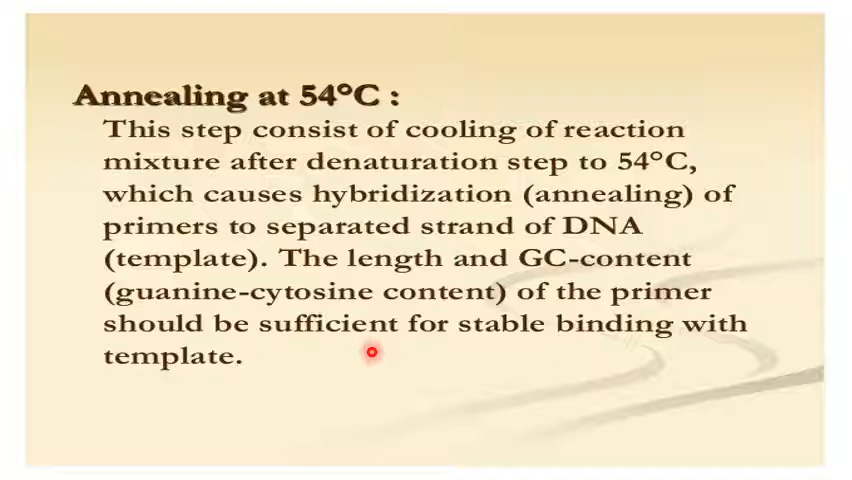 Annealing at 54°C :
This step consist of cooling of reaction
mixture after denaturation step to 54°C,
which causes hybridization (annealing) of
primers to separated strand of DNA
(template). The length and GC-content
(guanine-cytosine content) of the primer
should be sufficient for stable binding with
template.